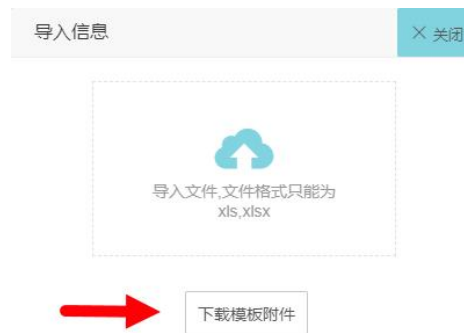 导入信息
× 关闭
导入文件,文件格式只能为
xls,xlsx
下载模板附件